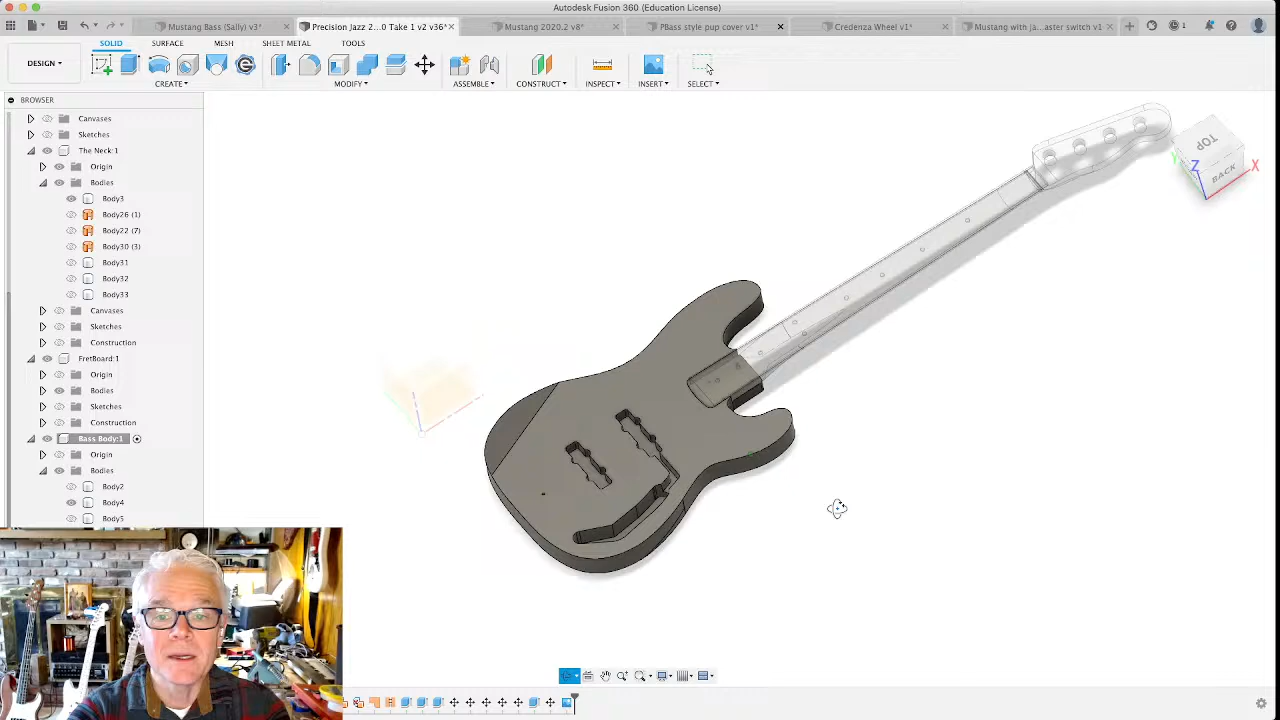 Autodesk Fusion 360 (Education License)
Mustang Bass (Sally) v3*
Precision Jazz 2...0 Take 1 v2 v36*
Mustang 2020.2 v8*
PBass style pup cover v1*
Credenza Wheel v1*
Mustang with Ja...aster switch v1
1
SOLID
SURFACE
MESH
SHEET METAL
TOOLS
DESIGN
CREATE
MODIFY
ASSEMBLE
CONSTRUCT
INSPECT
INSERT
SELECT
BROWSER
Canvases
Sketches
The Neck:1
Origin
Bodies
Body3
Body26 (1)
Body22 (7)
Body30 (3)
Body31
Body32
Body33
Canvases
Sketches
Construction
FretBoard:1
Origin
Bodies
Sketches
Construction
Bass Body:1
Origin
Bodies
Body2
Body4
Body5
TOP
BACK
Z
X
Y